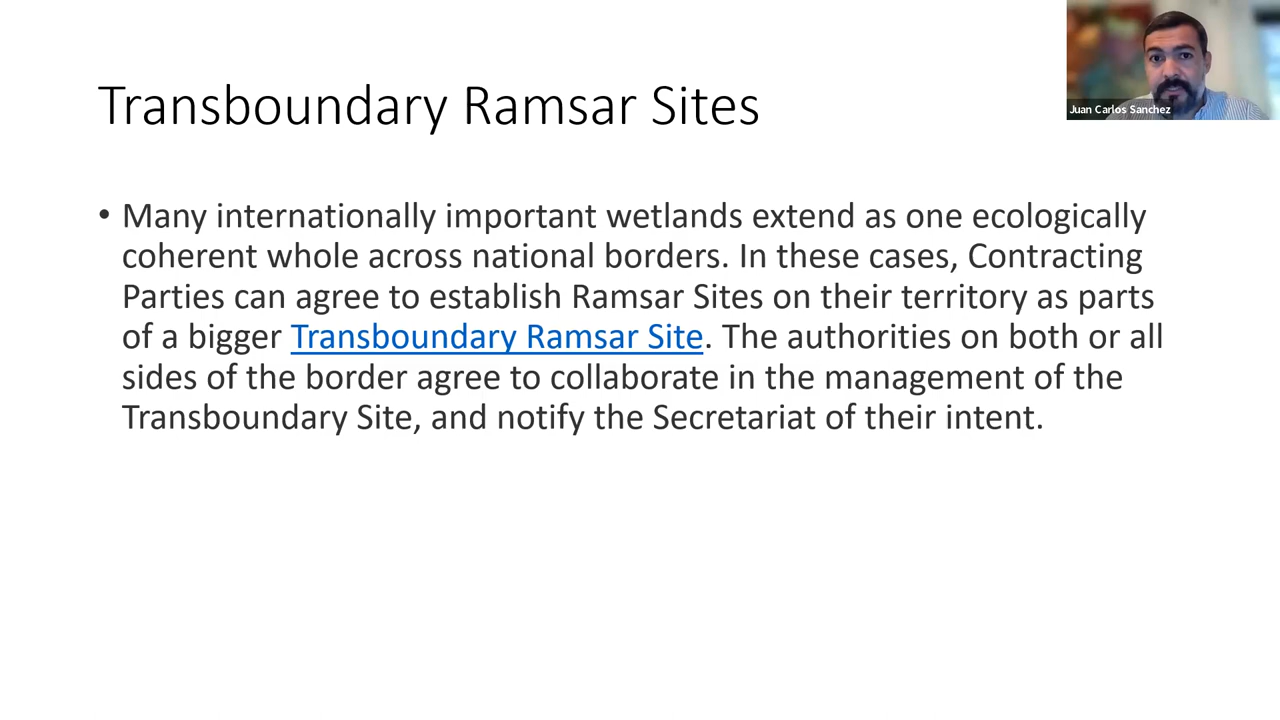 Transboundary Ramsar Sites
Juan Carlos Sanchez
• Many internationally important wetlands extend as one ecologically
coherent whole across national borders. In these cases, Contracting
Parties can agree to establish Ramsar Sites on their territory as parts
of a bigger Transboundary Ramsar Site. The authorities on both or all
sides of the border agree to collaborate in the management of the
Transboundary Site, and notify the Secretariat of their intent.